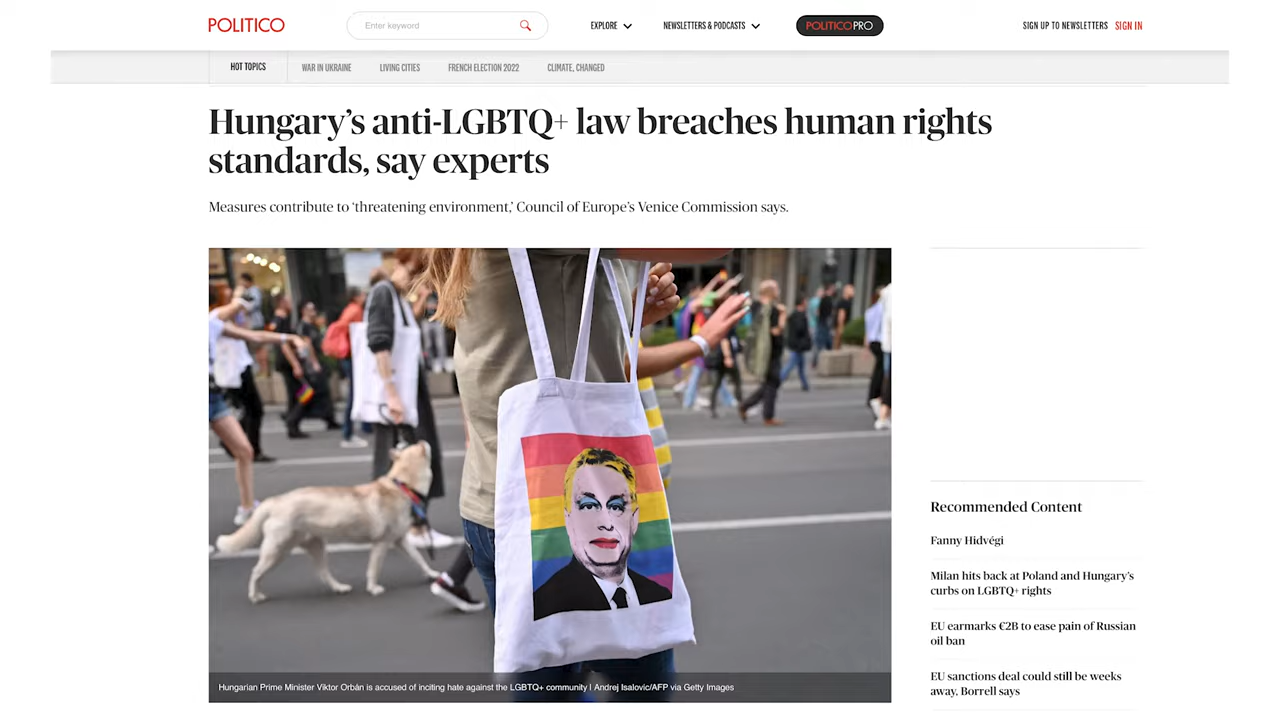 POLITICO
Enter keyword
EXPLORE
NEWSLETTERS & PODCASTS
POLITICO PRO
SIGN UP TO NEWSLETTERS
SIGN IN
HOT TOPICS
WAR IN UKRAINE
LIVING CITIES
FRENCH ELECTION 2022
CLIMATE, CHANGED
Hungary's anti-LGBTQ+ law breaches human rights
standards, say experts
Measures contribute to ‘threatening environment,’ Council of Europe’s Venice Commission says.
Hungarian Prime Minister Viktor Orbán is accused of inciting hate against the LGBTQ+ community | Andrej Isalovic/AFP via Getty Images
Recommended Content
Fanny Hidvégi
Milan hits back at Poland and Hungary’s
curbs on LGBTQ+ rights
EU earmarks €2B to ease pain of Russian
oil ban
EU sanctions deal could still be weeks
away, Borrell says